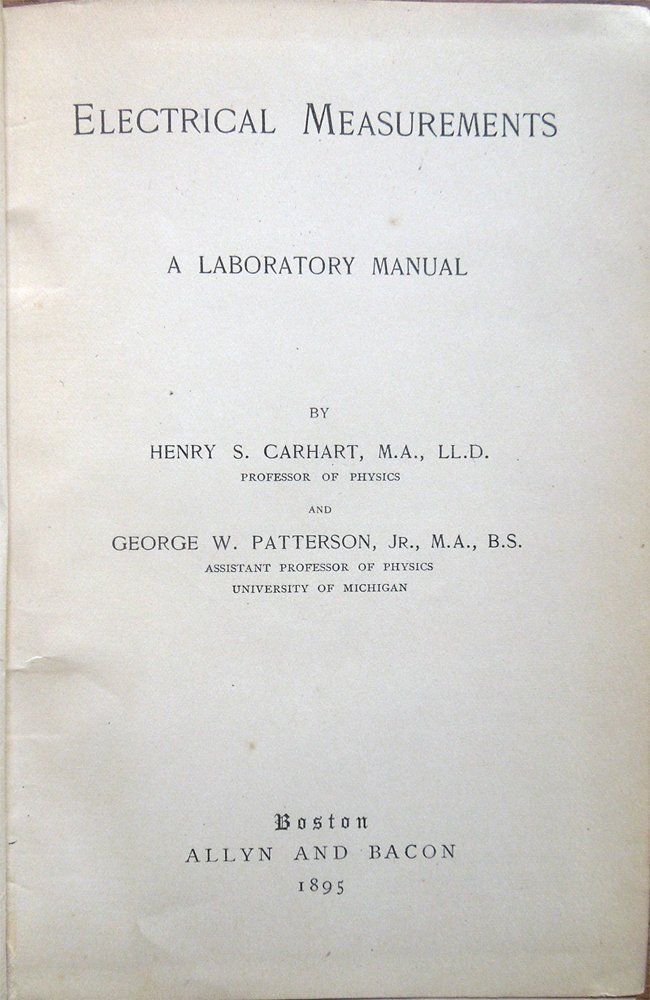 ELECTRICAL MEASUREMENTS
A LABORATORY MANUAL
BY
HENRY S. CARHART, M.A., LL.D.
PROFESSOR OF PHYSICS
AND
GEORGE W. PATTERSON, JR., M.A., B.S.
ASSISTANT PROFESSOR OF PHYSICS
UNIVERSITY OF MICHIGAN
Boston
ALLYN AND BACON
1895